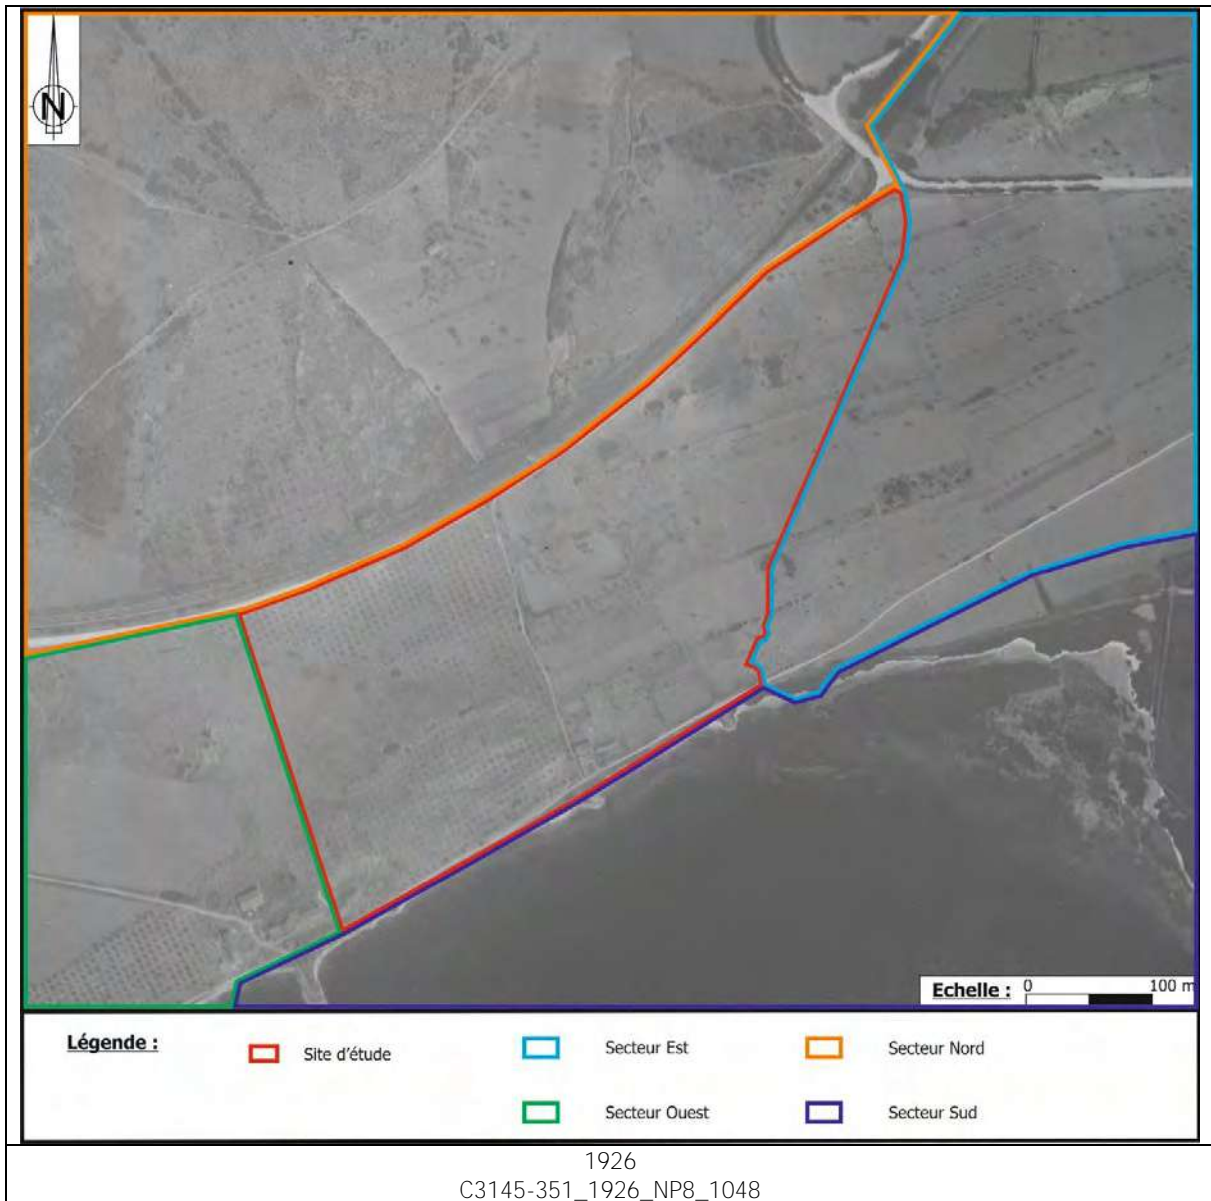 N
Echelle : 0 100 m
Légende :
Site d'étude
Secteur Est
Secteur Nord
Secteur Ouest
Secteur Sud
1926
C3145-351_1926_NP8_1048